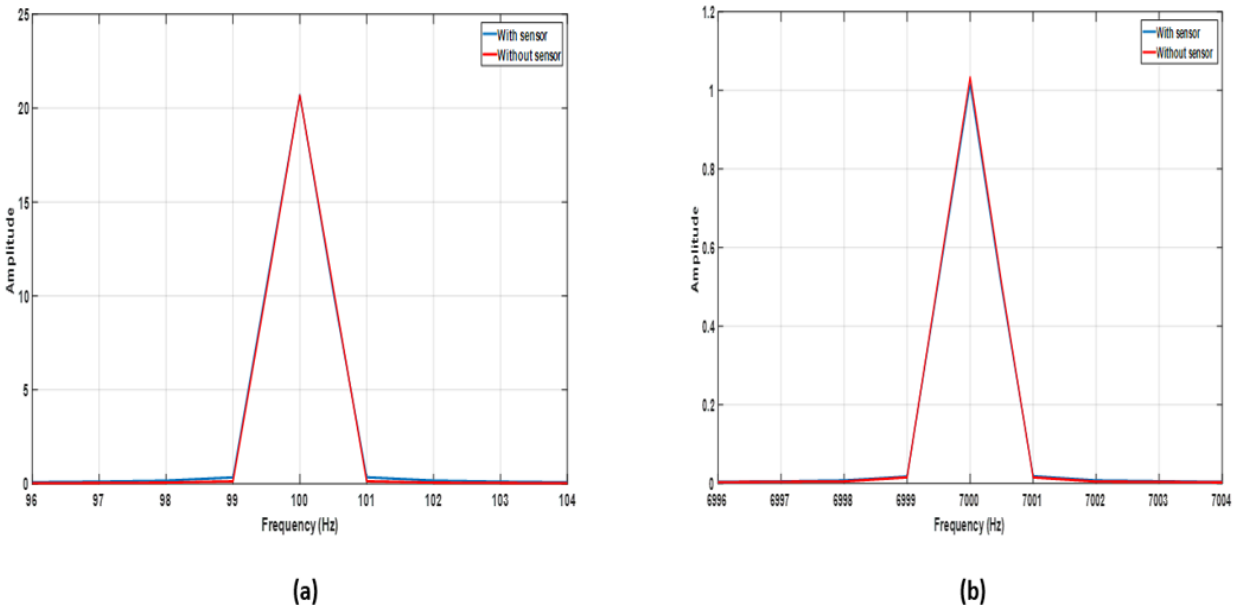 25
20
15
10
5
0
Amplitude
With sensor
Without sensor
96 97 98 99 100 101 102 103 104
Frequency (Hz)
(a)
1.2
1
0.8
0.6
0.4
0.2
0
Amplitude
With sensor
Without sensor
6996 6997 6998 6999 7000 7001 7002 7003 7004
Frequency (Hz)
(b)